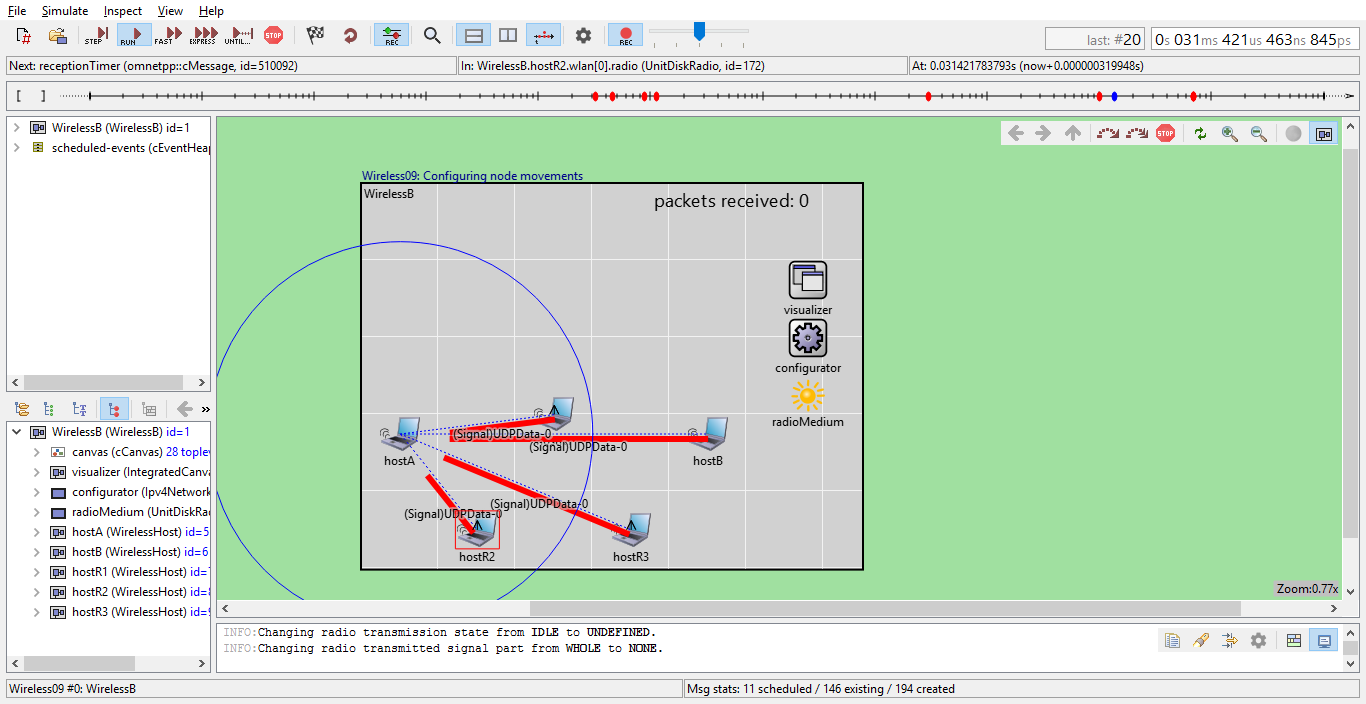 File Simulate Inspect View Help
STEP RUN FAST EXPRESS UNTIL... STOP REC REC
last: #20 0s 031ms 421us 463ns 845ps
Next: receptionTimer (omnetpp::cMessage, id=510092) In: WirelessB.hostR2.wlan[0].radio (UnitDiskRadio, id=172) At: 0.031421783793s (now+0.000000319948s)
[ ]
WirelessB (WirelessB) id=1
scheduled-events (cEventHeap
STOP
Wireless09: Configuring node movements
WirelessB
packets received: 0
visualizer
configurator
radioMedium
(Signal)UDPData-0
(Signal)UDPData-0
hostA
hostB
(Signal)UDPData-0
(Signal)UDPData-0
hostR2
hostR3
Zoom:0.77x
WirelessB (WirelessB) id=1
canvas (cCanvas) 28 toplev
visualizer (IntegratedCanva
configurator (Ipv4Network
radioMedium (UnitDiskRad
hostA (WirelessHost) id=5
hostB (WirelessHost) id=6
hostR1 (WirelessHost) id=
hostR2 (WirelessHost) id=
hostR3 (WirelessHost) id=
INFO:Changing radio transmission state from IDLE to UNDEFINED.
INFO:Changing radio transmitted signal part from WHOLE to NONE.
Wireless09 #0: WirelessB
Msg stats: 11 scheduled / 146 existing / 194 created